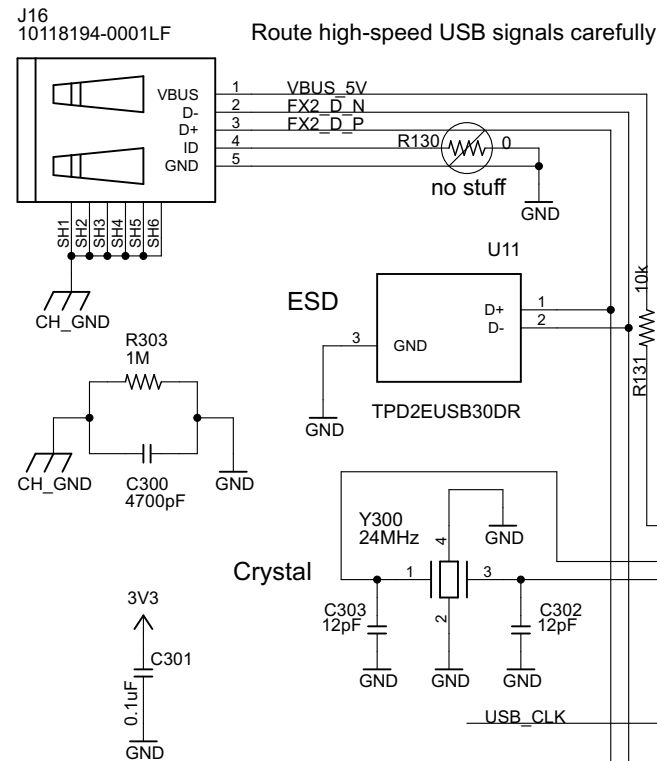 J16
10118194-0001LF
Route high-speed USB signals carefully
VBUS 1 VBUS_5V
D- 2 FX2_D_N
D+ 3 FX2_D_P
ID 4 R130 0
GND 5
no stuff
GND
SH1 SH2 SH3 SH4 SH5 SH6
CH_GND
U11
ESD
D+ 1
D- 2
3 GND
TPD2EUSB30DR
GND
10k
R131
R303
1M
CH_GND
C300
4700pF
GND
Y300
24MHz
4
GND
Crystal
1 3
2
C303
12pF
C302
12pF
GND GND GND
3V3
C301
0.1uF
GND
USB_CLK